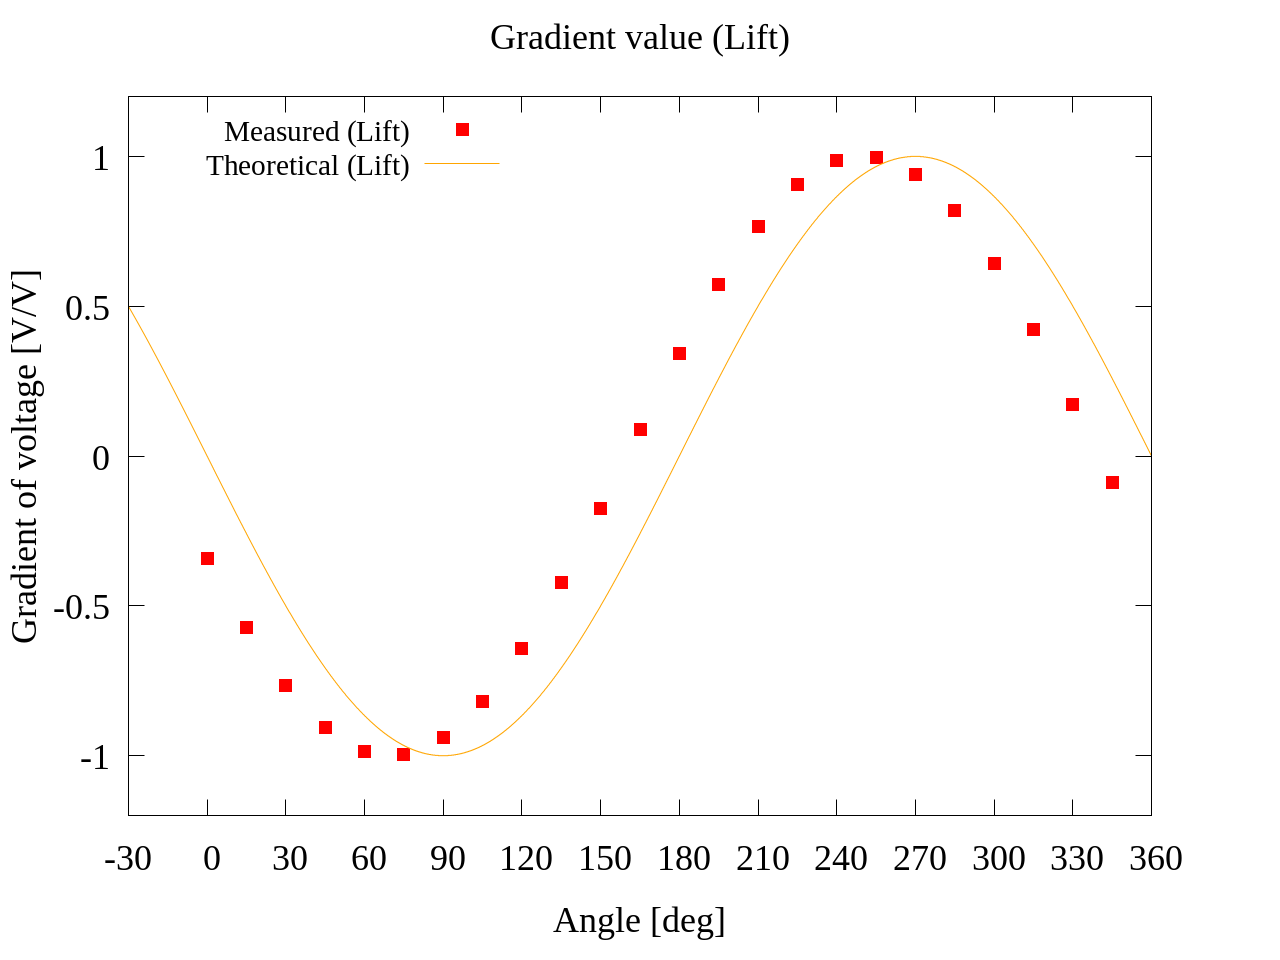 Gradient value (Lift)
Measured (Lift)
Theoretical (Lift)
1
0.5
0
-0.5
-1
Gradient of voltage [V/V]
-30 0 30 60 90 120 150 180 210 240 270 300 330 360
Angle [deg]